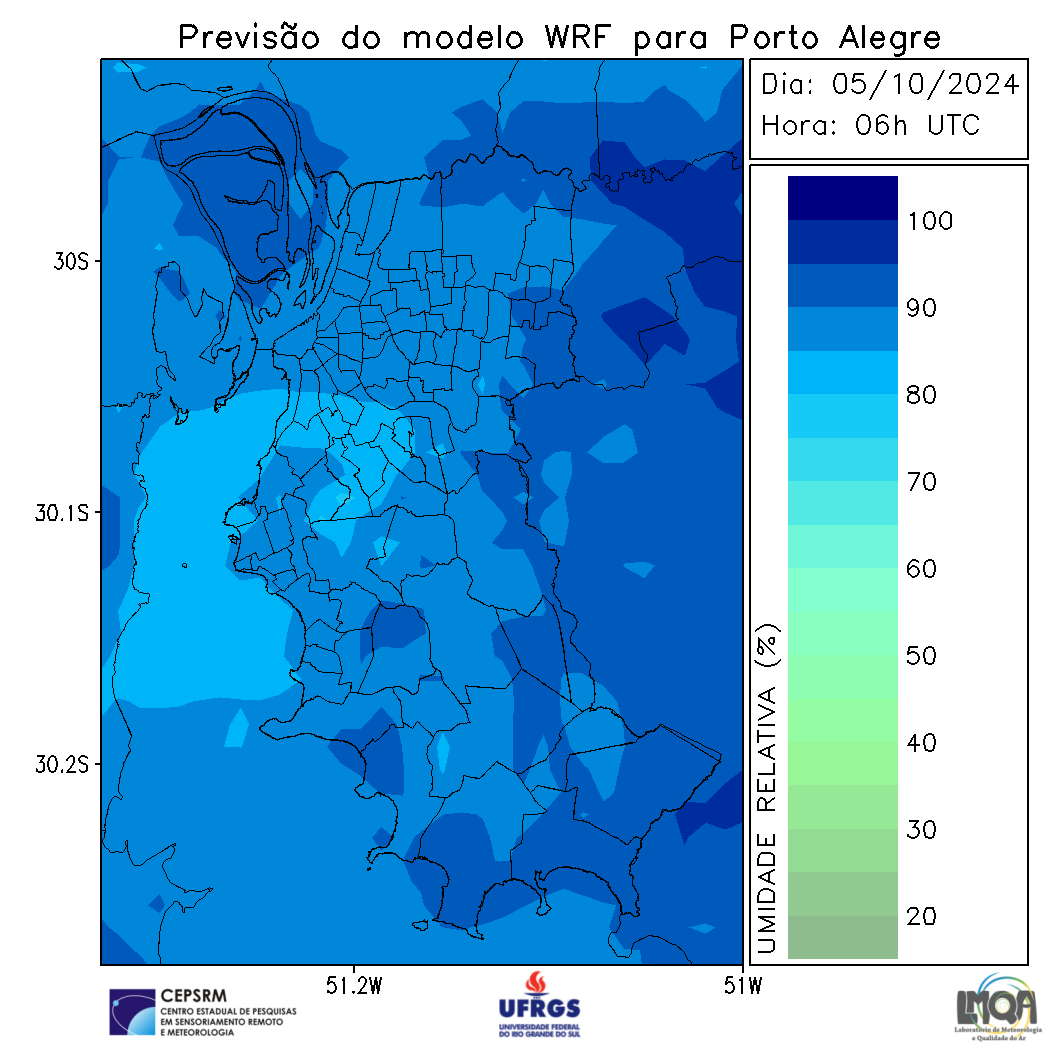 Previsão do modelo WRF para Porto Alegre
Dia: 05/10/2024
Hora: 06h UTC
30S
30.1S
30.2S
51.2W
51W
UMIDADE RELATIVA (%)
100
90
80
70
60
50
40
30
20
CEPSRM
CENTRO ESTADUAL DE PESQUISAS
EM SENSORIAMENTO REMOTO
E METEOROLOGIA
UFRGS
UNIVERSIDADE FEDERAL
DO RIO GRANDE DO SUL
LMQA
Laboratório de Meteorologia
e Qualidade do Ar